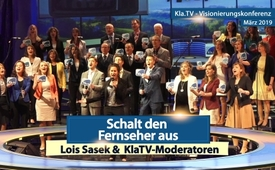 Kla.TV - Visionierungskonferenz
März 2019
Schalt den
Fernseher aus
Lois Sasek & KlaTV-Moderatoren